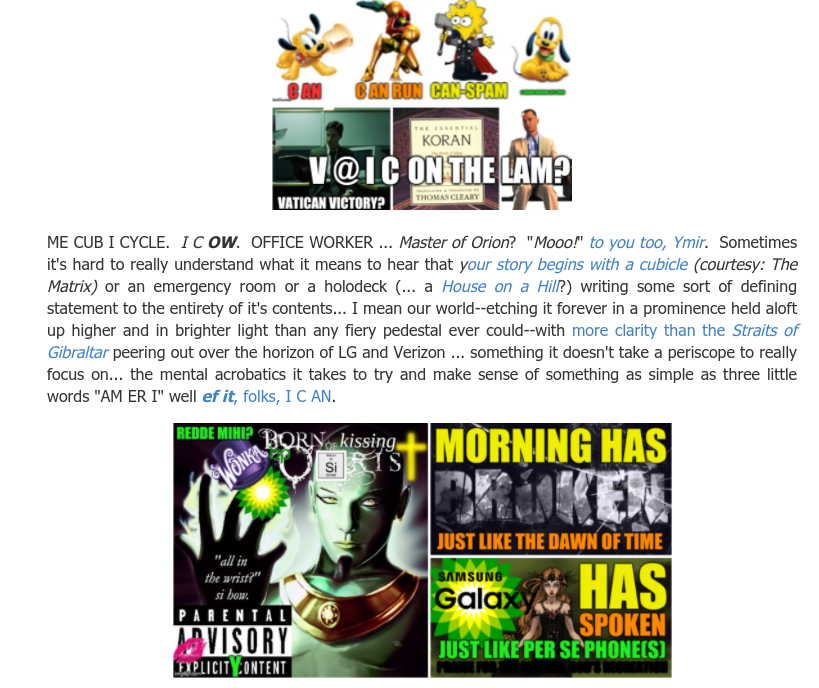 C AN
C AN RUN
CAN-SPAM
THE ESSENTIAL
KORAN
V@I C ON THE LAM?
TRANSLATED & PRESENTED BY
THOMAS CLEARY
VATICAN VICTORY?
ME CUB I CYCLE.  I C OW.  OFFICE WORKER ... Master of Orion?  "Mooo!" to you too, Ymir.  Sometimes
it's hard to really understand what it means to hear that your story begins with a cubicle (courtesy: The
Matrix) or an emergency room or a holodeck (... a House on a Hill?) writing some sort of defining
statement to the entirety of it's contents... I mean our world--etching it forever in a prominence held aloft
up higher and in brighter light than any fiery pedestal ever could--with more clarity than the Straits of
Gibraltar peering out over the horizon of LG and Verizon ... something it doesn't take a periscope to really
focus on... the mental acrobatics it takes to try and make sense of something as simple as three little
words "AM ER I" well ef it, folks, I C AN.
REDDE MIHI?
BORN OF kissing
WONKA
Si
"all in
the wrist?"
si how.
PARENTAL
ADVISORY
EXPLICIT CONTENT
MORNING HAS
BROKEN
JUST LIKE THE DAWN OF TIME
SAMSUNG
Galaxy
HAS
SPOKEN
JUST LIKE PER SE PHONE(S)